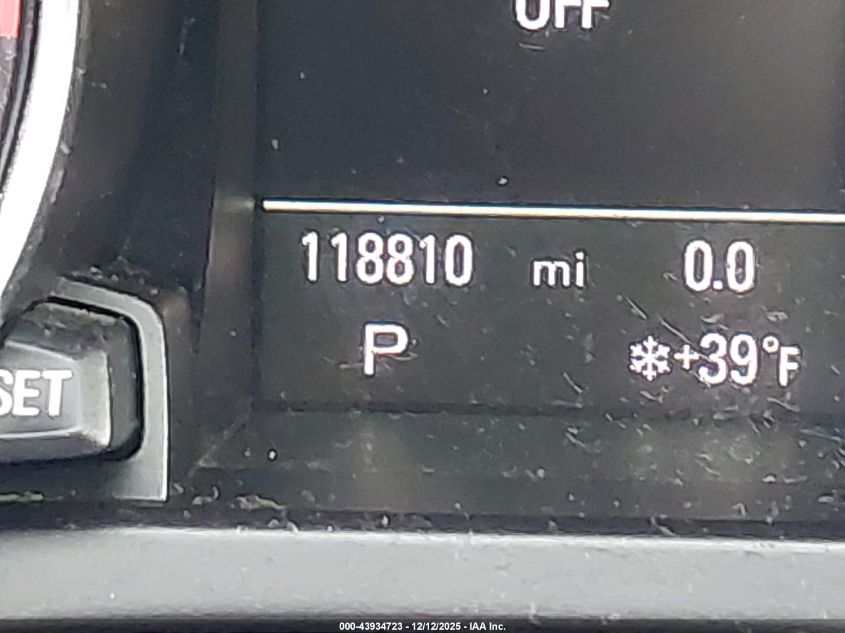 OFF
118810 mi 0.0
P ❄+39°F
SET
000-43934723 - 12/12/2025 - IAA Inc.